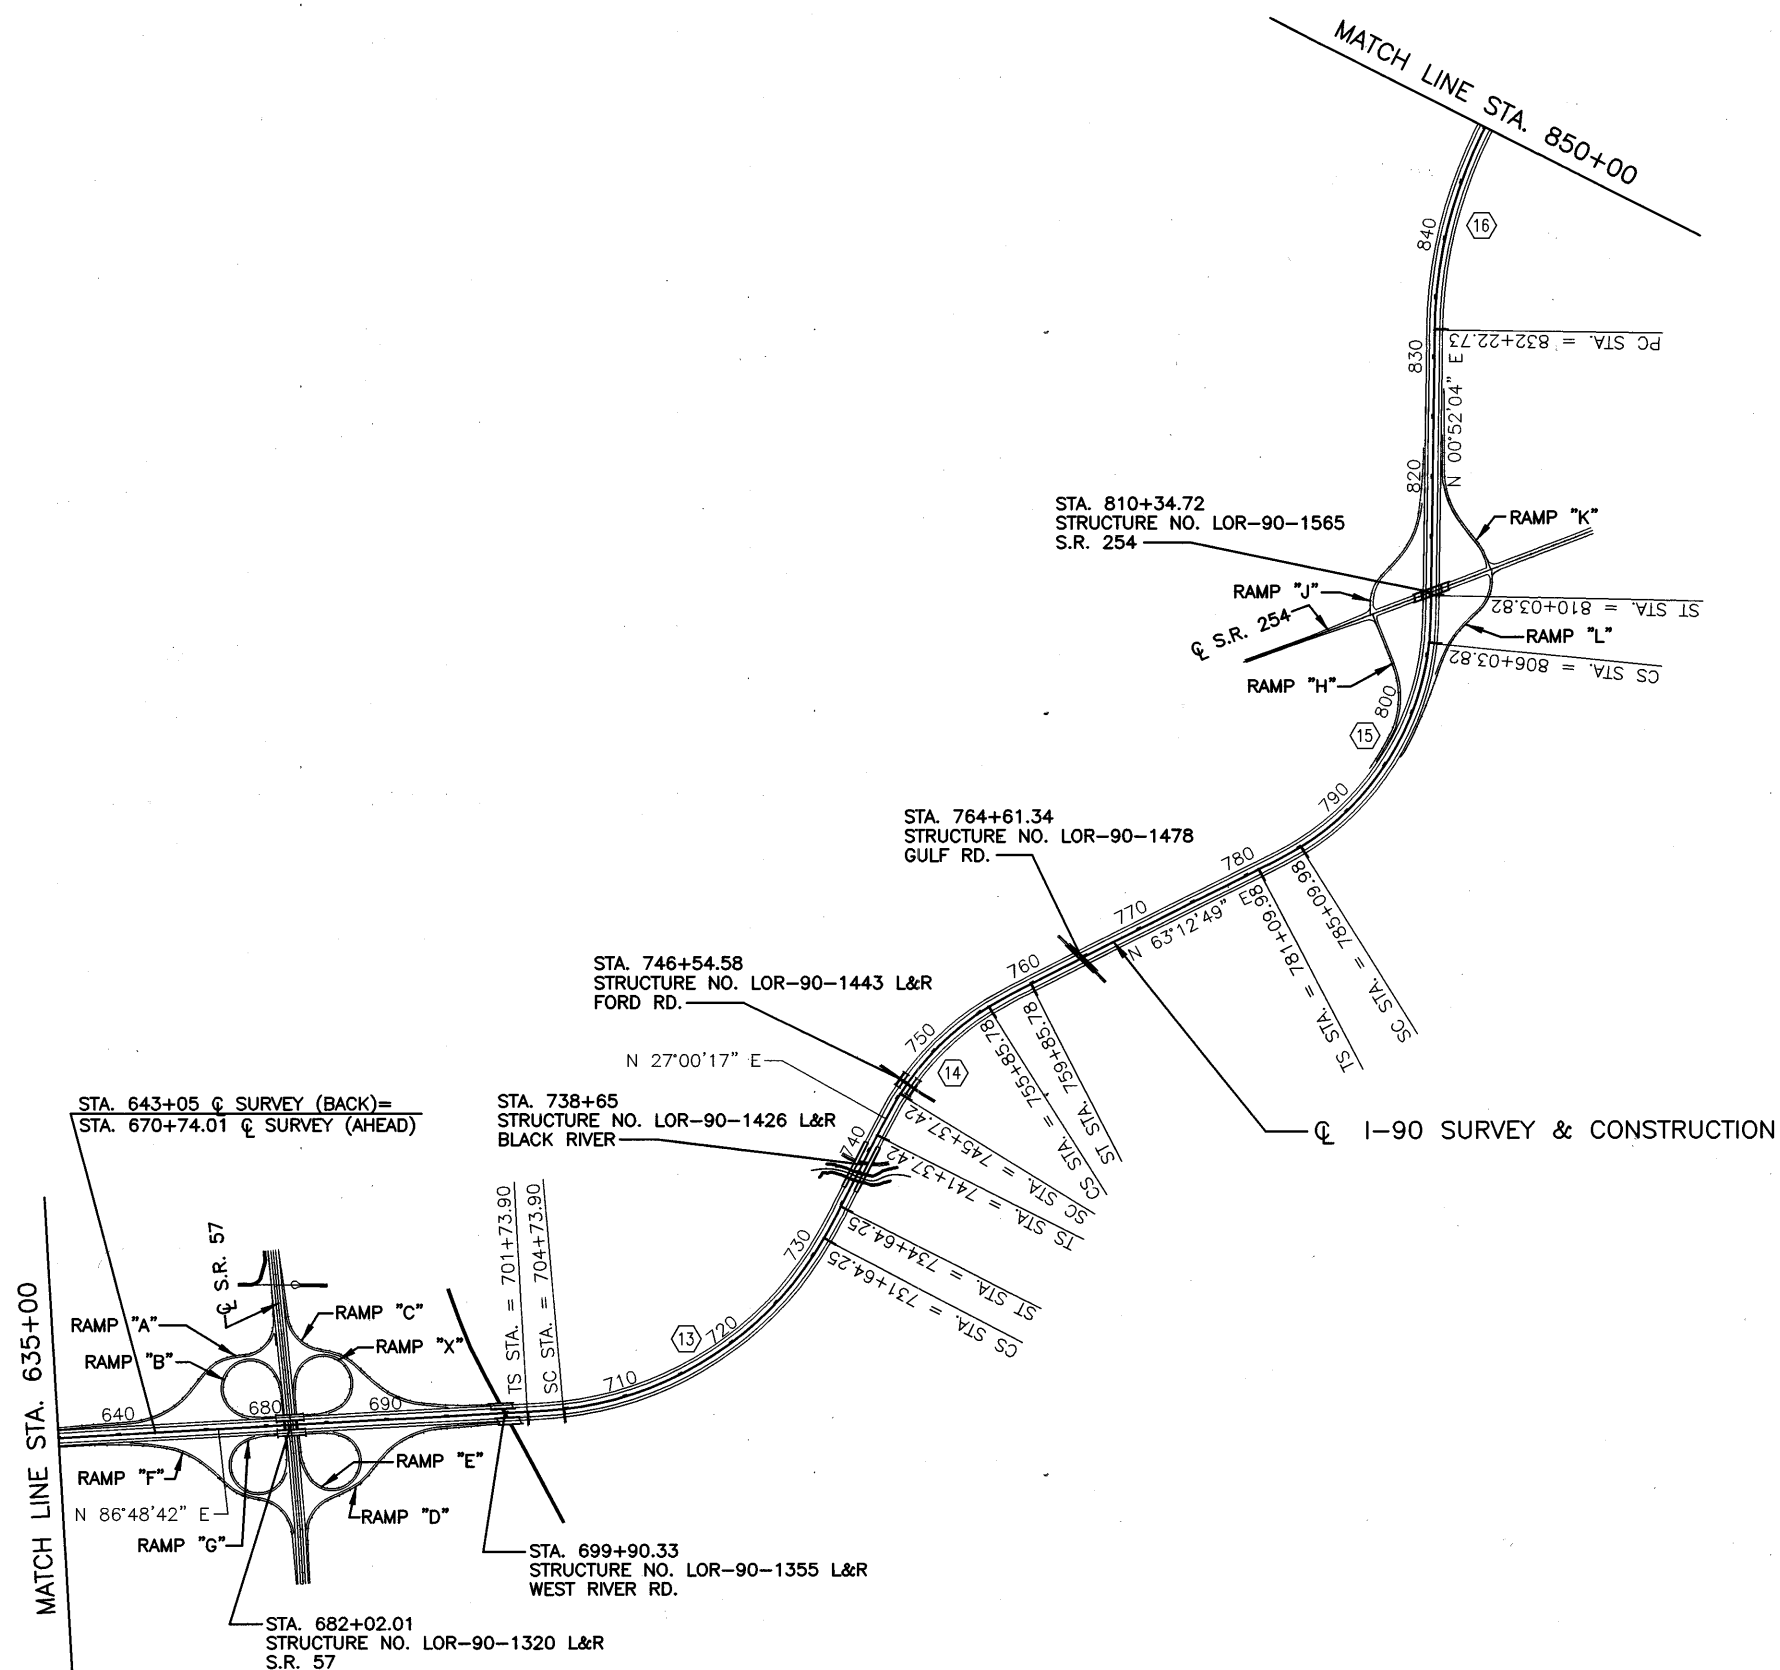 MATCH LINE STA. 850+00
840
16
PC STA. = 832+22.73
830
N 00°52'04" E
820
STA. 810+34.72
STRUCTURE NO. LOR-90-1565
S.R. 254
RAMP "K"
RAMP "J"
ST STA. = 810+03.82
℄ S.R. 254
RAMP "L"
CS STA. = 806+03.82
RAMP "H"
800
15
790
STA. 764+61.34
STRUCTURE NO. LOR-90-1478
GULF RD.
780
SC STA. = 785+09.98
TS STA. = 781+09.98
770
N 63°12'49" E
760
STA. 746+54.58
STRUCTURE NO. LOR-90-1443 L&R
FORD RD.
750
ST STA. = 759+85.78
CS STA. = 755+85.78
14
N 27°00'17" E
℄ I-90 SURVEY & CONSTRUCTION
STA. 643+05 ℄ SURVEY (BACK)=
STA. 670+74.01 ℄ SURVEY (AHEAD)
STA. 738+65
STRUCTURE NO. LOR-90-1426 L&R
BLACK RIVER
740
SC STA. = 745+37.42
TS STA. = 741+37.42
ST STA. = 734+64.25
CS STA. = 731+64.25
730
TS STA. = 701+73.90
SC STA. = 704+73.90
℄ S.R. 57
RAMP "A"
RAMP "B"
RAMP "C"
RAMP "X"
13
720
710
640
680
690
MATCH LINE STA. 635+00
RAMP "F"
RAMP "E"
N 86°48'42" E
RAMP "D"
RAMP "G"
STA. 699+90.33
STRUCTURE NO. LOR-90-1355 L&R
WEST RIVER RD.
STA. 682+02.01
STRUCTURE NO. LOR-90-1320 L&R
S.R. 57